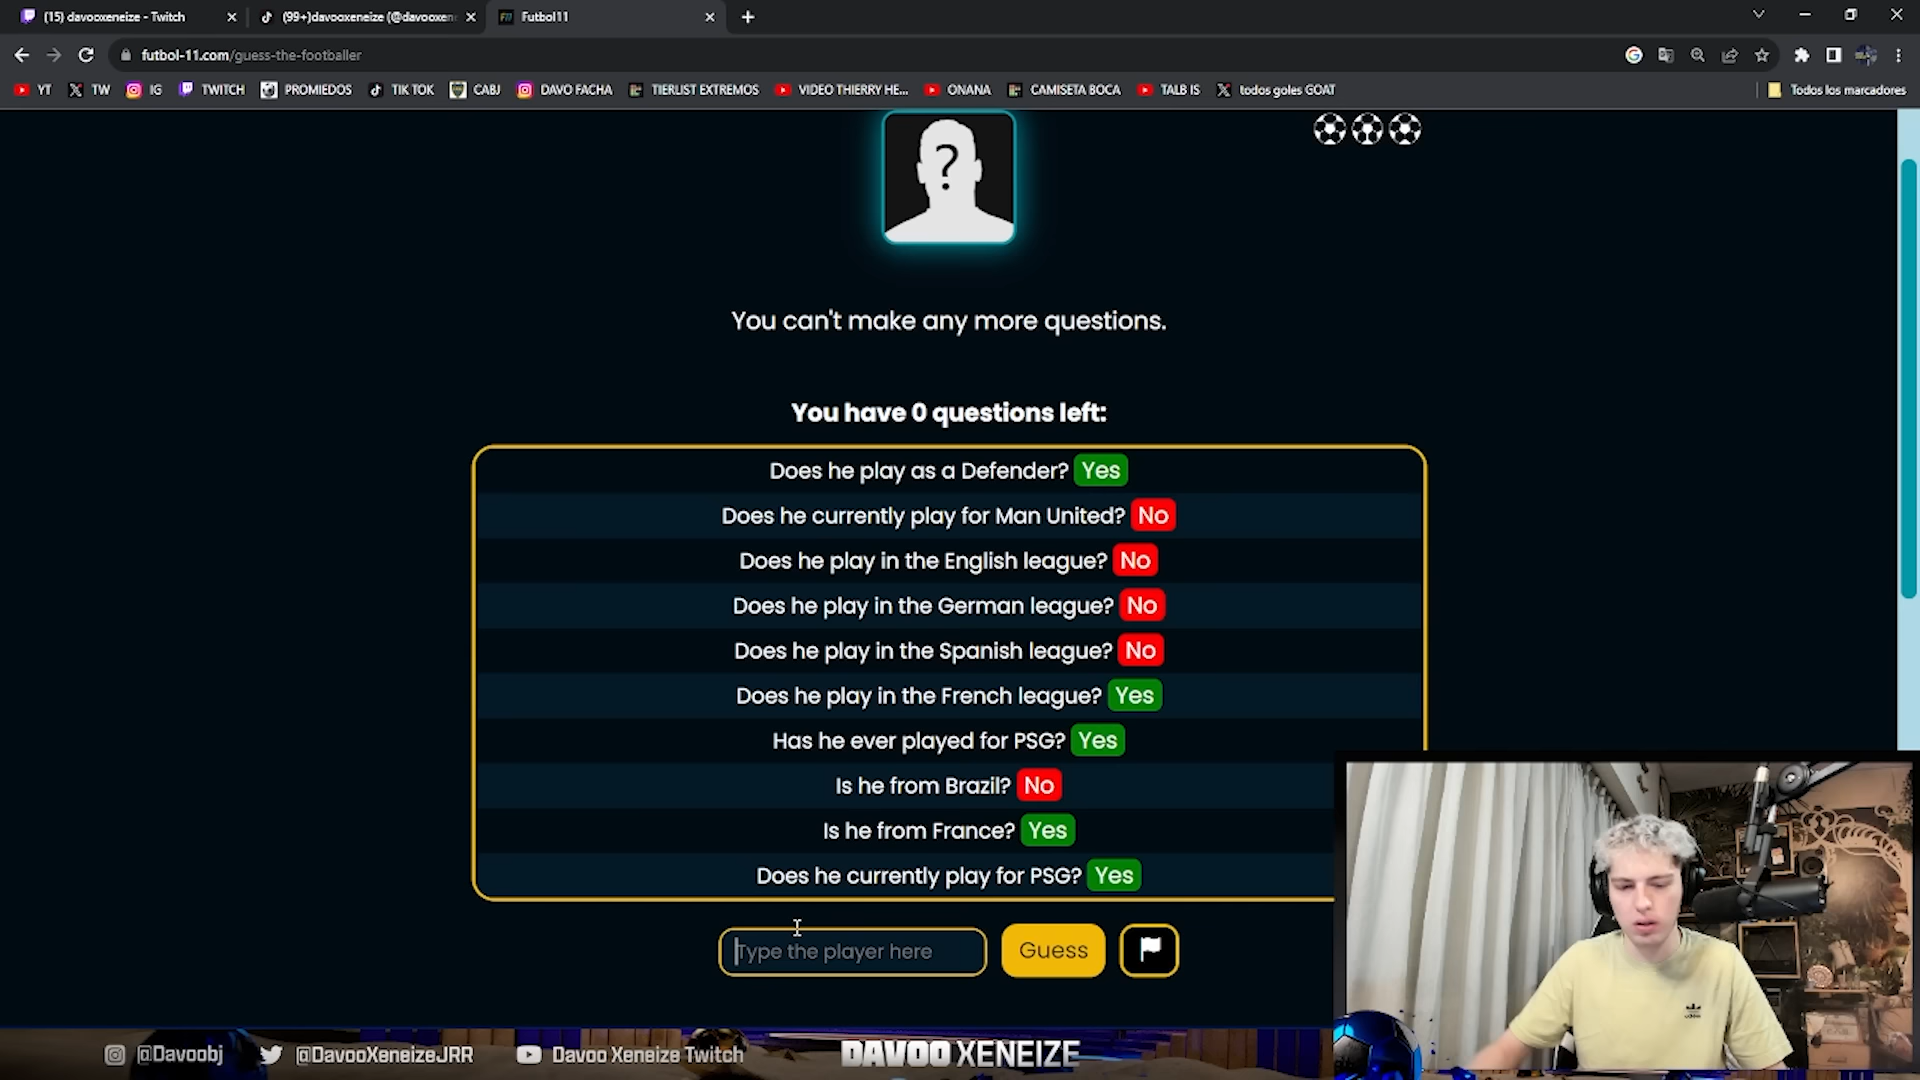 (15) davooxeneize - Twitch
(99+)davooxeneize (@davooxen
Futbol11
futbol-11.com/guess-the-footballer
YT
TW
IG
TWITCH
PROMIEDOS
TIK TOK
CABJ
DAVO FACHA
TIERLIST EXTREMOS
VIDEO THIERRY HE...
ONANA
CAMISETA BOCA
TALB IS
todos goles GOAT
Todos los marcadores
?
You can't make any more questions.
You have 0 questions left:
Does he play as a Defender? Yes
Does he currently play for Man United? No
Does he play in the English league? No
Does he play in the German league? No
Does he play in the Spanish league? No
Does he play in the French league? Yes
Has he ever played for PSG? Yes
Is he from Brazil? No
Is he from France? Yes
Does he currently play for PSG? Yes
Type the player here
Guess
@Davoobj
@DavooXeneizeJRR
Davoo Xeneize Twitch
DAVOO XENEIZE